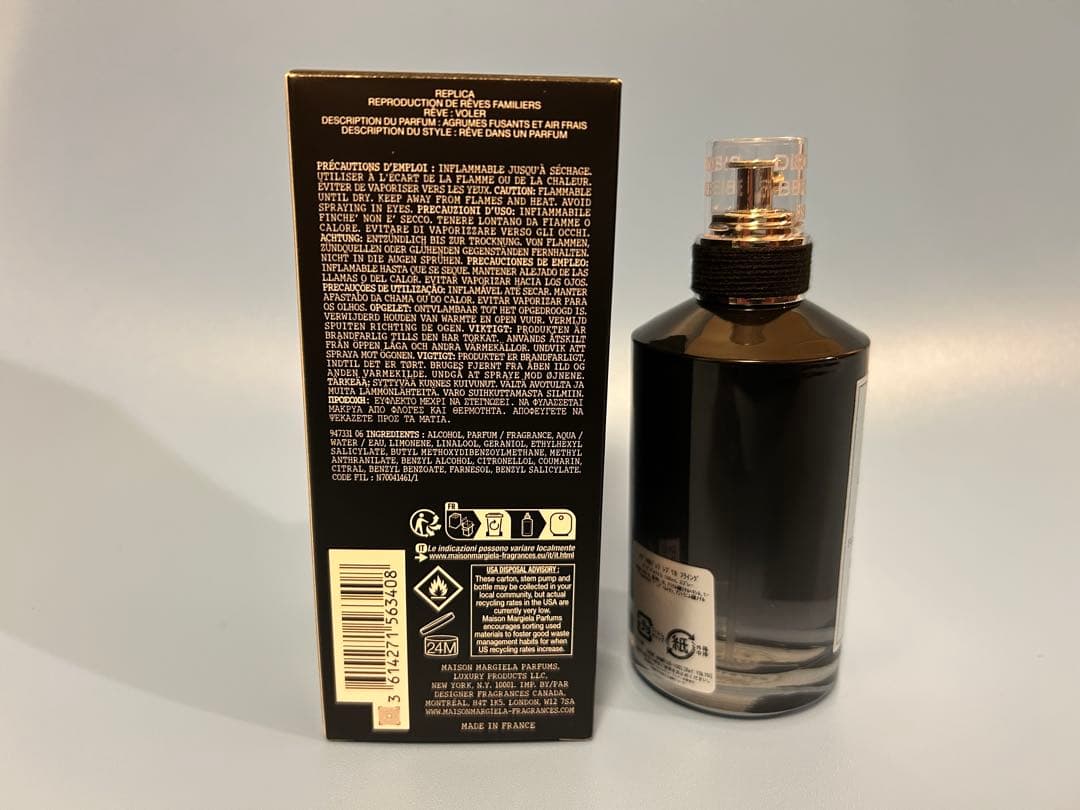 REPLICA
REPRODUCTION DE RÊVES FAMILIERS
RÊVE : VOLER
DESCRIPTION DU PARFUM : AGRUMES FUSANTS ET AIR FRAIS
DESCRIPTION DU STYLE : RÊVE DANS UN PARFUM
PRÉCAUTIONS D'EMPLOI : INFLAMMABLE JUSQU'À SÉCHAGE.
UTILISER À L'ÉCART DE LA FLAMME OU DE LA CHALEUR.
ÉVITER DE VAPORISER VERS LES YEUX. CAUTION: FLAMMABLE
UNTIL DRY. KEEP AWAY FROM FLAMES AND HEAT. AVOID
SPRAYING IN EYES. PRECAUZIONI D'USO: INFIAMMABILE
FINCHE' NON E' SECCO. TENERE LONTANO DA FIAMME O
CALORE. EVITARE DI VAPORIZZARE VERSO GLI OCCHI.
ACHTUNG: ENTZÜNDLICH BIS ZUR TROCKNUNG. VON FLAMMEN,
ZÜNDQUELLEN ODER GLÜHENDEN GEGENSTÄNDEN FERNHALTEN.
NICHT IN DIE AUGEN SPRÜHEN. PRECAUCIONES DE EMPLEO:
INFLAMABLE HASTA QUE SE SEQUE. MANTENER ALEJADO DE LAS
LLAMAS O DEL CALOR. EVITAR VAPORIZAR HACIA LOS OJOS.
PRECAUÇÕES DE UTILIZAÇÃO: INFLAMÁVEL ATÉ SECAR. MANTER
AFASTADO DA CHAMA OU DO CALOR. EVITAR VAPORIZAR PARA
OS OLHOS. OPGELET: ONTVLAMBAAR TOT HET OPGEDROOGD IS.
VERWIJDERD HOUDEN VAN WARMTE EN OPEN VUUR. VERMIJD
SPUITEN RICHTING DE OGEN. VIKTIGT: PRODUKTEN ÄR
BRANDFARLIG TILLS DEN HAR TORKAT. ANVÄNDS ÅTSKILT
FRÅN ÖPPEN LÅGA OCH ANDRA VÄRMEKÄLLOR. UNDVIK ATT
SPRAYA MOT ÖGONEN. VIGTIGT: PRODUKTET ER BRANDFARLIGT,
INDTIL DET ER TØRT. BRUGES FJERNT FRA ÅBEN ILD OG
ANDEN VARMEKILDE. UNDGÅ AT SPRAYE MOD ØJNENE.
TÄRKEÄÄ: SYTTYVÄÄ KUNNES KUIVUNUT. VÄLTÄ AVOTULTA JA
MUITA LÄMMÖNLÄHTEITÄ. VARO SUIHKUTTAMASTA SILMIIN.
ΠΡΟΣΟΧΗ: ΕΥΦΛΕΚΤΟ ΜΕΧΡΙ ΝΑ ΣΤΕΓΝΩΣΕΙ. ΝΑ ΦΥΛΑΣΣΕΤΑΙ
ΜΑΚΡΥΑ ΑΠΟ ΦΛΟΓΕΣ ΚΑΙ ΘΕΡΜΟΤΗΤΑ. ΑΠΟΦΕΥΓΕΤΕ ΝΑ
ΨΕΚΑΖΕΤΕ ΠΡΟΣ ΤΑ ΜΑΤΙΑ.
947331 06 INGREDIENTS : ALCOHOL, PARFUM / FRAGRANCE, AQUA /
WATER / EAU, LIMONENE, LINALOOL, GERANIOL, ETHYLHEXYL
SALICYLATE, BUTYL METHOXYDIBENZOYLMETHANE, METHYL
ANTHRANILATE, BENZYL ALCOHOL, CITRONELLOL, COUMARIN,
CITRAL, BENZYL BENZOATE, FARNESOL, BENZYL SALICYLATE.
CODE FIL : N70041461/1
FR
IT Le indicazioni possono variare localmente
www.maisonmargiela-fragrances.eu/it/it.html
USA DISPOSAL ADVISORY :
These carton, stem pump and
bottle may be collected in your
local community, but actual
recycling rates in the USA are
currently very low.
Maison Margiela Parfums
encourages sorting used
materials to foster good waste
management habits for when
US recycling rates increase.
24M
3 614271 563408
MAISON MARGIELA PARFUMS.
LUXURY PRODUCTS LLC,
NEW YORK, N.Y. 10001. IMP. BY/PAR
DESIGNER FRAGRANCES CANADA,
MONTRÉAL, H4T 1K5. LONDON, W12 7SA
WWW.MAISONMARGIELA-FRAGRANCES.COM
MADE IN FRANCE
フライング
紙